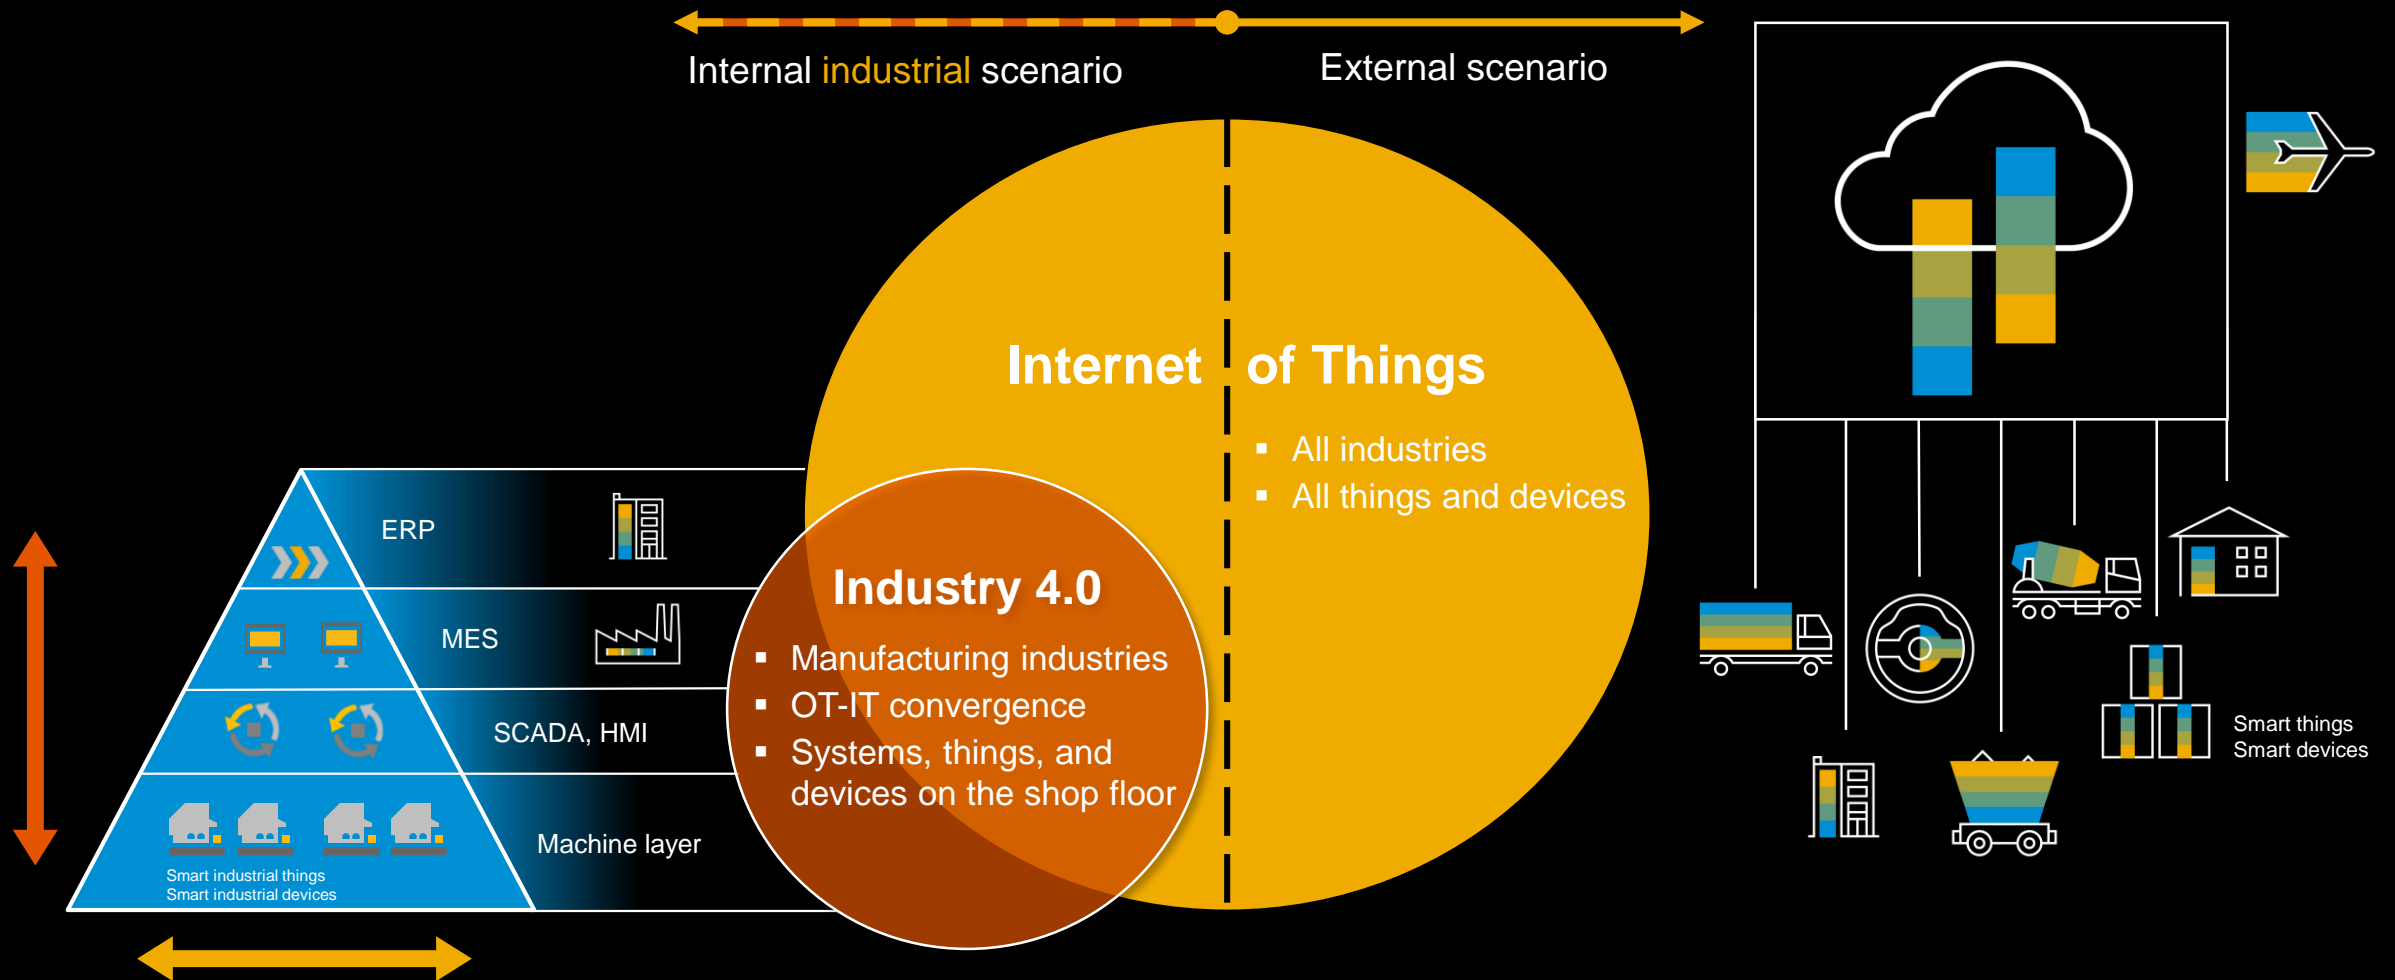 Internal industrial scenario
External scenario
Internet of Things
▪ All industries
▪ All things and devices
ERP
MES
SCADA, HMI
Machine layer
Smart industrial things
Smart industrial devices
Industry 4.0
▪ Manufacturing industries
▪ OT-IT convergence
▪ Systems, things, and
devices on the shop floor
Smart things
Smart devices